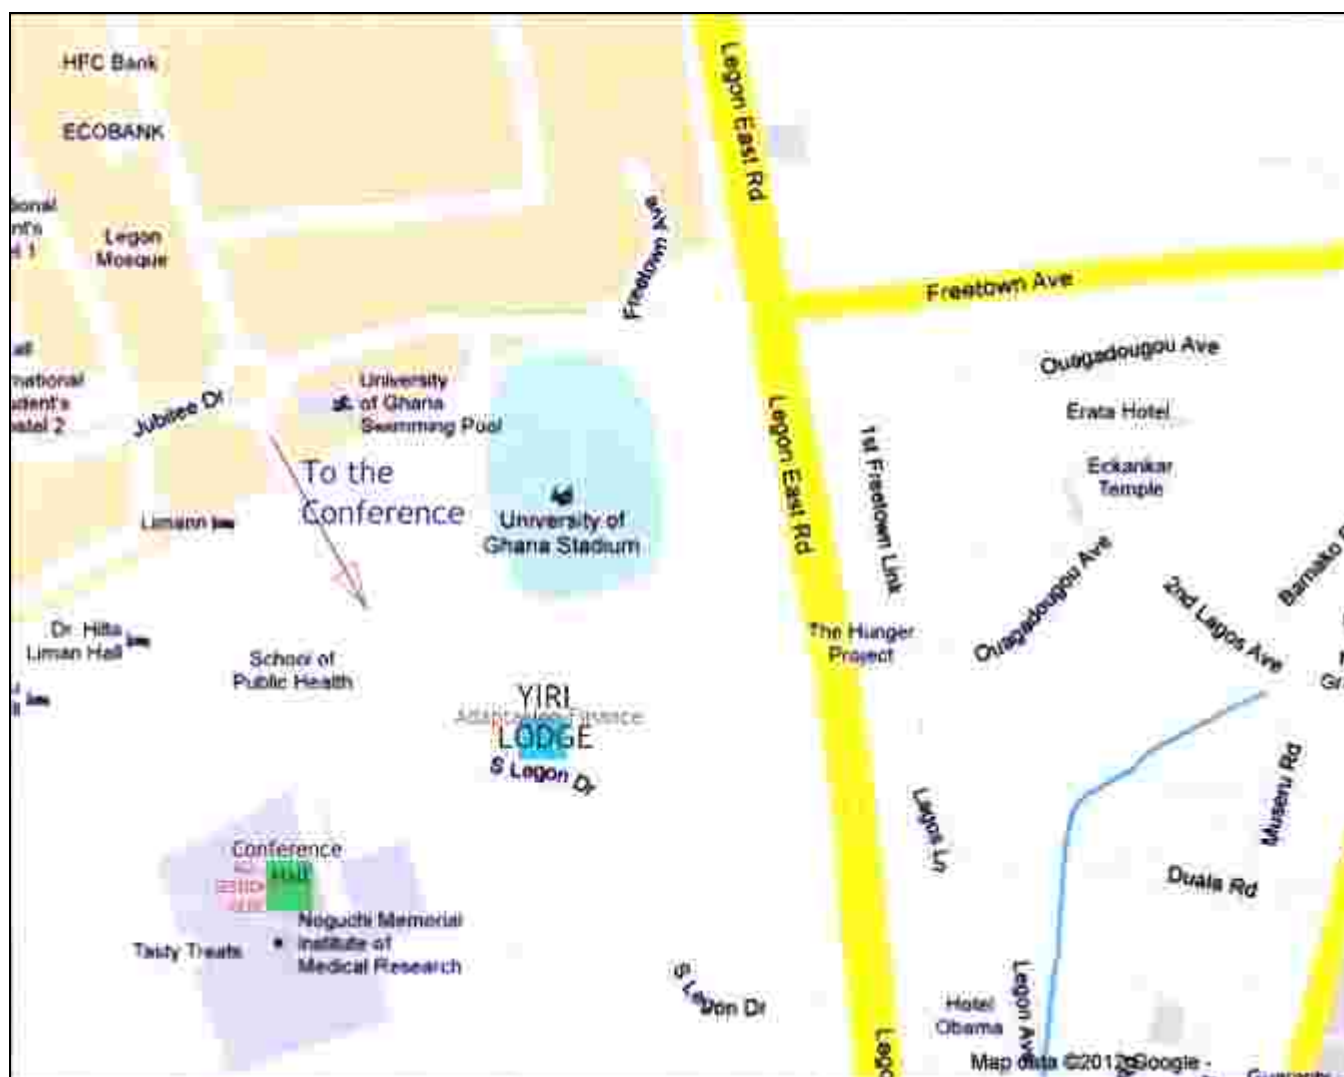 HFC Bank
ECOBANK
Legon
Mosque
Freetown Ave
Legon East Rd
Freetown Ave
Ouagadougou Ave
Erata Hotel
Eckankar
Temple
University
of Ghana
Swimming Pool
Jubilee Dr
To the
Conference
Limann
University of
Ghana Stadium
Legon East Rd
1st Freetown Link
Ouagadougou Ave
2nd Lagos Ave
Bamako
Dr. Hilla
Liman Hall
School of
Public Health
The Hunger
Project
YIRI
LODGE
S Legon Dr
Lagos Ln
Museru Rd
Duala Rd
Conference
Noguchi Memorial
Institute of
Medical Research
Tasty Treats
S Legon Dr
Hotel
Obama
Legon Ave
Map data ©2012 Google -